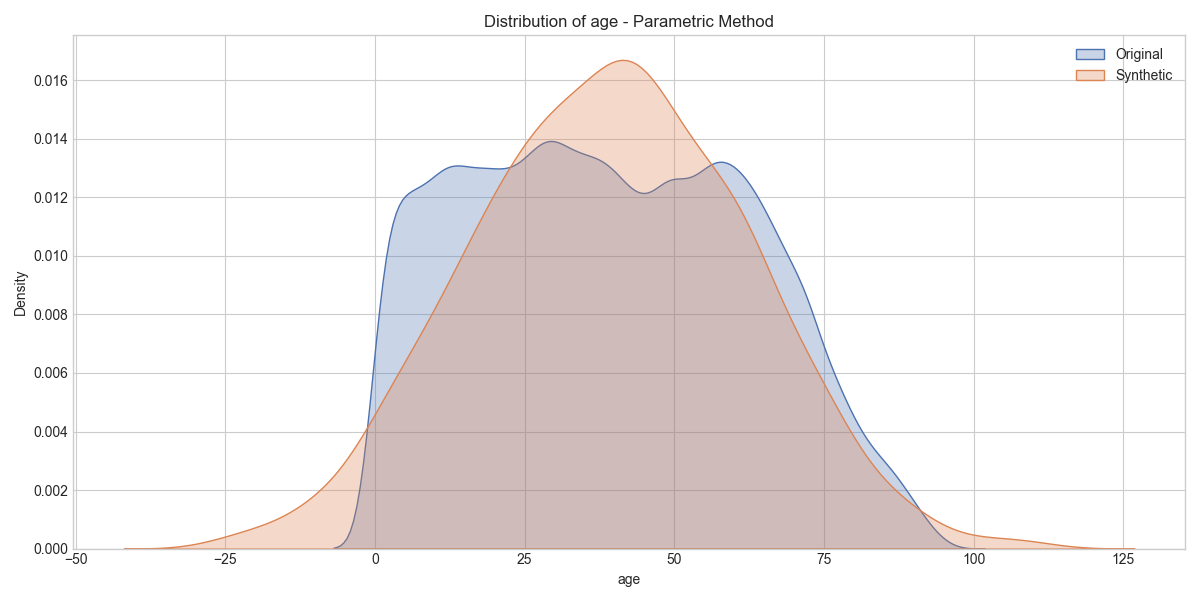 Distribution of age - Parametric Method
Original
Synthetic
0.016
0.014
0.012
0.010
0.008
0.006
0.004
0.002
0.000
Density
−50 −25 0 25 50 75 100 125
age